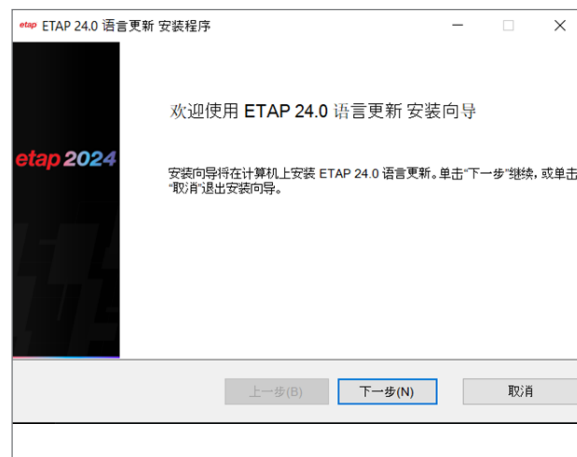 etap ETAP 24.0 语言更新 安装程序
欢迎使用 ETAP 24.0 语言更新 安装向导
etap 2024
安装向导将在计算机上安装 ETAP 24.0 语言更新。单击"下一步"继续，或单击
"取消"退出安装向导。
上一步(B)
下一步(N)
取消